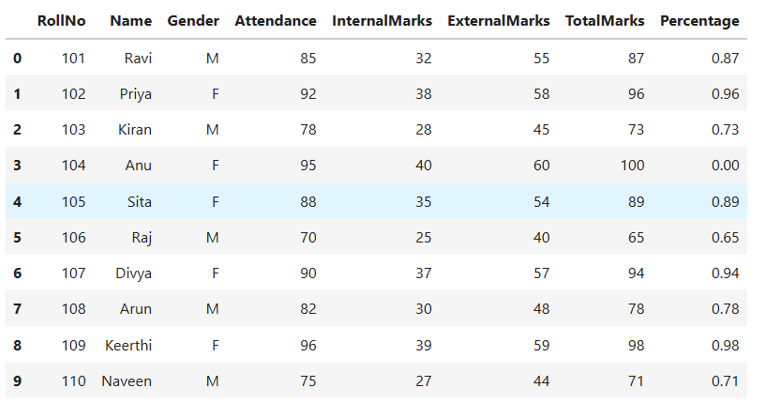 RollNo Name Gender Attendance InternalMarks ExternalMarks TotalMarks Percentage
0 101 Ravi M 85 32 55 87 0.87
1 102 Priya F 92 38 58 96 0.96
2 103 Kiran M 78 28 45 73 0.73
3 104 Anu F 95 40 60 100 0.00
4 105 Sita F 88 35 54 89 0.89
5 106 Raj M 70 25 40 65 0.65
6 107 Divya F 90 37 57 94 0.94
7 108 Arun M 82 30 48 78 0.78
8 109 Keerthi F 96 39 59 98 0.98
9 110 Naveen M 75 27 44 71 0.71